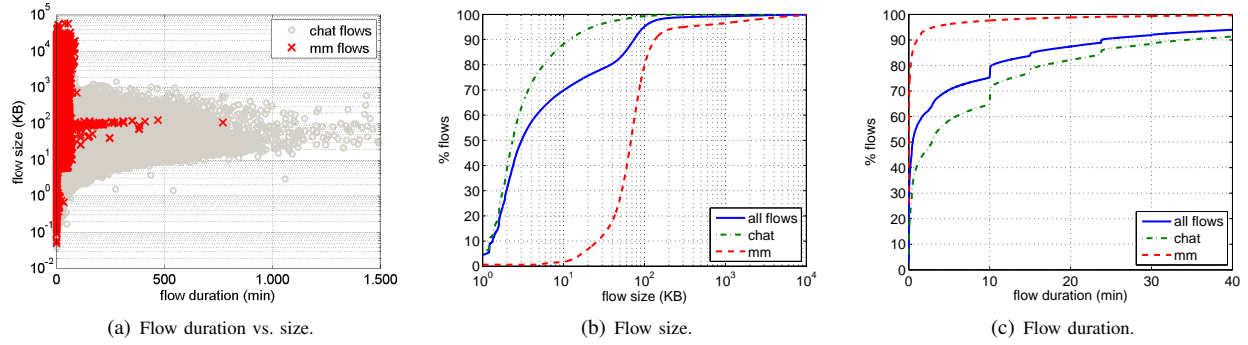 10^5
10^4
10^3
10^2
10^1
10^0
10^-1
10^-2
flow size (KB)
0
500
1.000
1.500
flow duration (min)
chat flows
mm flows
(a) Flow duration vs. size.
100
90
80
70
60
50
40
30
20
10
0
% flows
10^0
10^1
10^2
10^3
10^4
flow size (KB)
all flows
chat
mm
(b) Flow size.
100
90
80
70
60
50
40
30
20
10
0
% flows
0
10
20
30
40
flow duration (min)
all flows
chat
mm
(c) Flow duration.